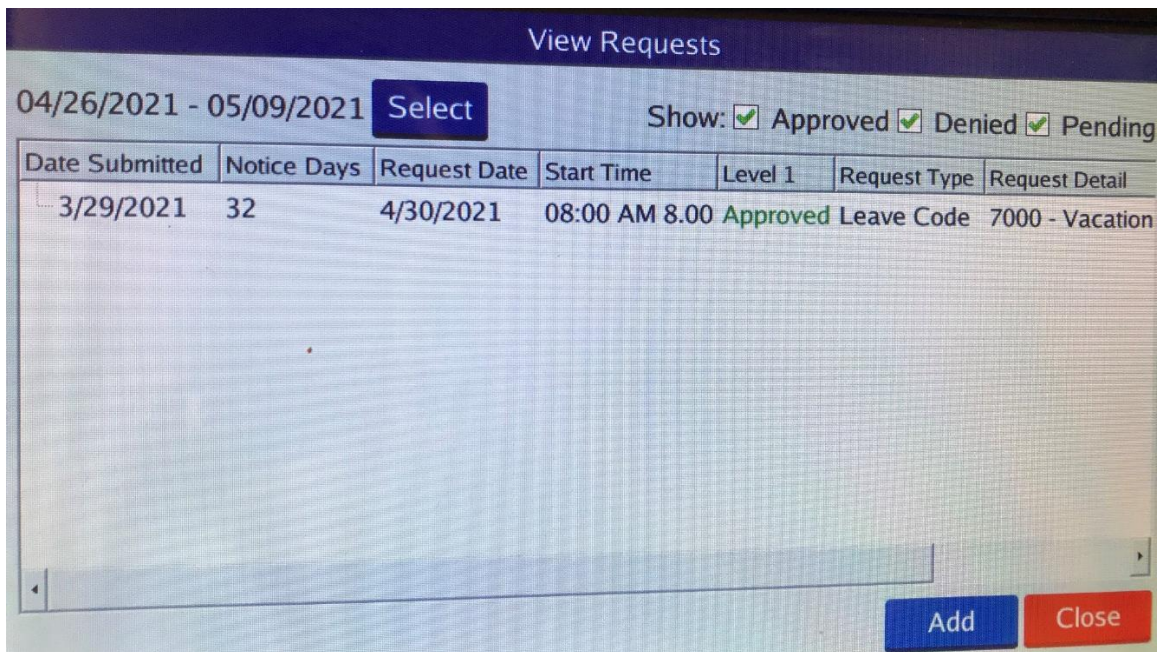 View Requests
04/26/2021 - 05/09/2021 Select Show: Approved Denied Pending
Date Submitted Notice Days Request Date Start Time Level 1 Request Type Request Detail
3/29/2021 32 4/30/2021 08:00 AM 8.00 Approved Leave Code 7000 - Vacation
Add Close